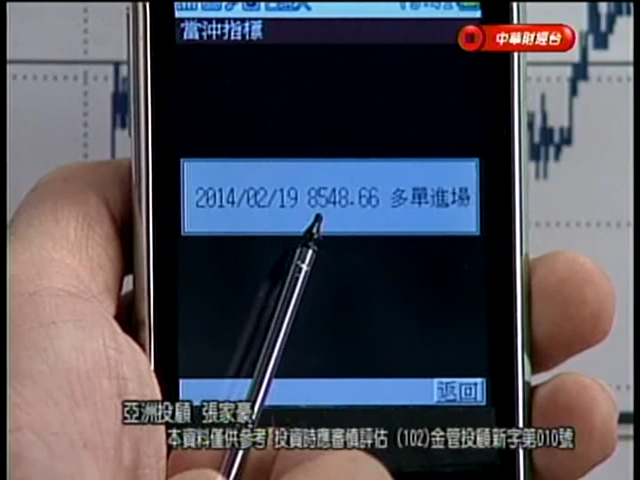 當沖指標
中華財經台
2014/02/19 8548.66 多單進場
返回
亞洲投顧 張家豪
本資料僅供參考 投資時應審慎評估 (102)金管投顧新字第010號